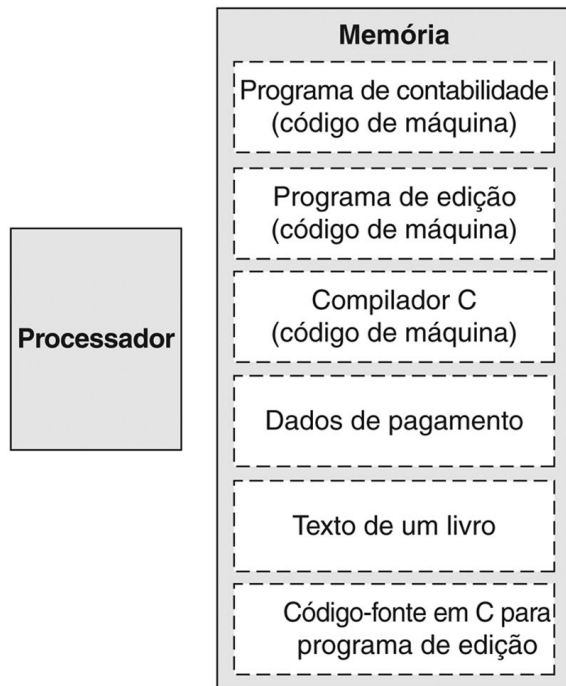 Memória
Programa de contabilidade
(código de máquina)
Programa de edição
(código de máquina)
Compilador C
(código de máquina)
Processador
Dados de pagamento
Texto de um livro
Código-fonte em C para
programa de edição